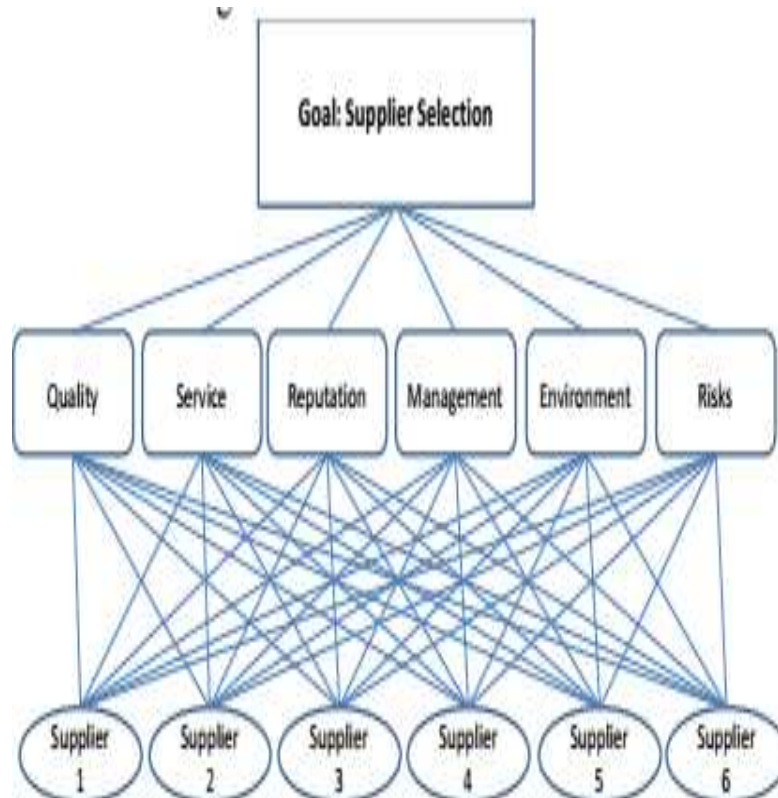 Goal: Supplier Selection
Quality
Service
Reputation
Management
Environment
Risks
Supplier
1
Supplier
2
Supplier
3
Supplier
4
Supplier
5
Supplier
6